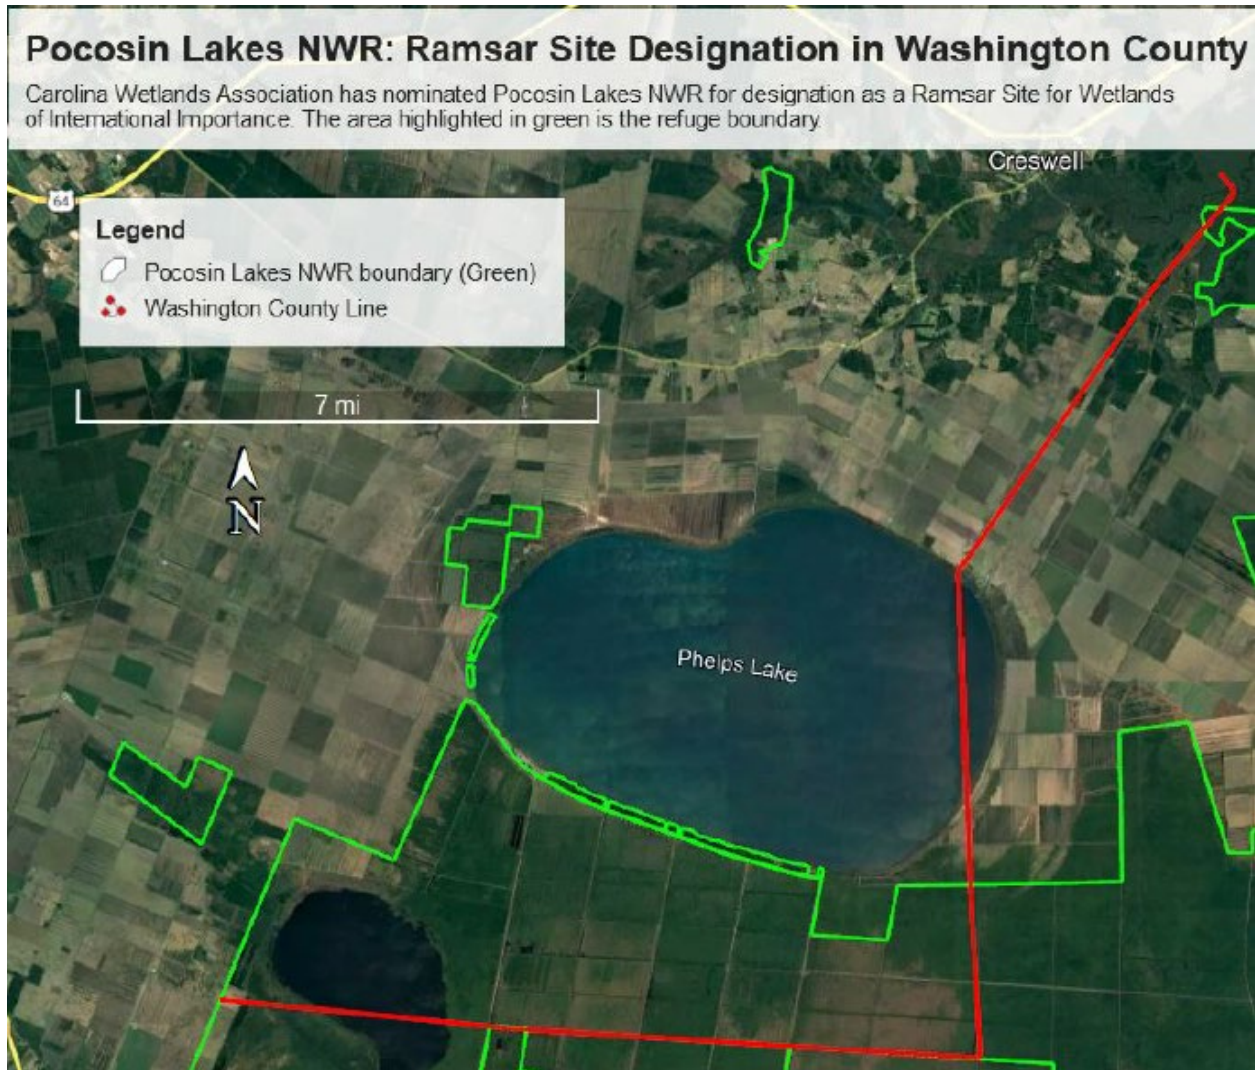 Pocosin Lakes NWR: Ramsar Site Designation in Washington County
Carolina Wetlands Association has nominated Pocosin Lakes NWR for designation as a Ramsar Site for Wetlands
of International Importance. The area highlighted in green is the refuge boundary.
Creswell
64
Legend
Pocosin Lakes NWR boundary (Green)
Washington County Line
7 mi
N
Phelps Lake